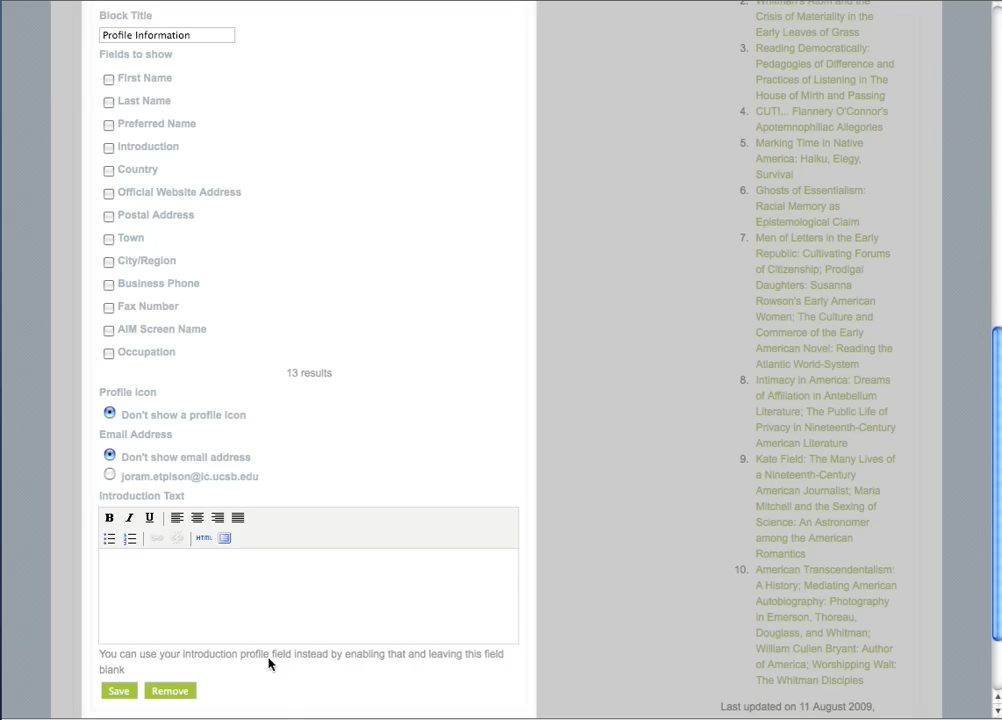 Block Title
Profile Information
Fields to show
First Name
Last Name
Preferred Name
Introduction
Country
Official Website Address
Postal Address
Town
City/Region
Business Phone
Fax Number
AIM Screen Name
Occupation
13 results
Profile icon
Don't show a profile icon
Email Address
Don't show email address
joram.etpison@lc.ucsb.edu
Introduction Text
B I U
HTML
You can use your introduction profile field instead by enabling that and leaving this field
blank
Save Remove
2. Whitman's Atom and the
Crisis of Materiality in the
Early Leaves of Grass
3. Reading Democratically:
Pedagogies of Difference and
Practices of Listening in The
House of Mirth and Passing
4. CUT!... Flannery O'Connor's
Apotemnophiliac Allegories
5. Marking Time in Native
America: Haiku, Elegy,
Survival
6. Ghosts of Essentialism:
Racial Memory as
Epistemological Claim
7. Men of Letters in the Early
Republic: Cultivating Forums
of Citizenship; Prodigal
Daughters: Susanna
Rowson's Early American
Women; The Culture and
Commerce of the Early
American Novel: Reading the
Atlantic World-System
8. Intimacy in America: Dreams
of Affiliation in Antebellum
Literature; The Public Life of
Privacy in Nineteenth-Century
American Literature
9. Kate Field: The Many Lives of
a Nineteenth-Century
American Journalist; Maria
Mitchell and the Sexing of
Science: An Astronomer
among the American
Romantics
10. American Transcendentalism:
A History; Mediating American
Autobiography: Photography
in Emerson, Thoreau,
Douglass, and Whitman;
William Cullen Bryant: Author
of America; Worshipping Walt:
The Whitman Disciples
Last updated on 11 August 2009,